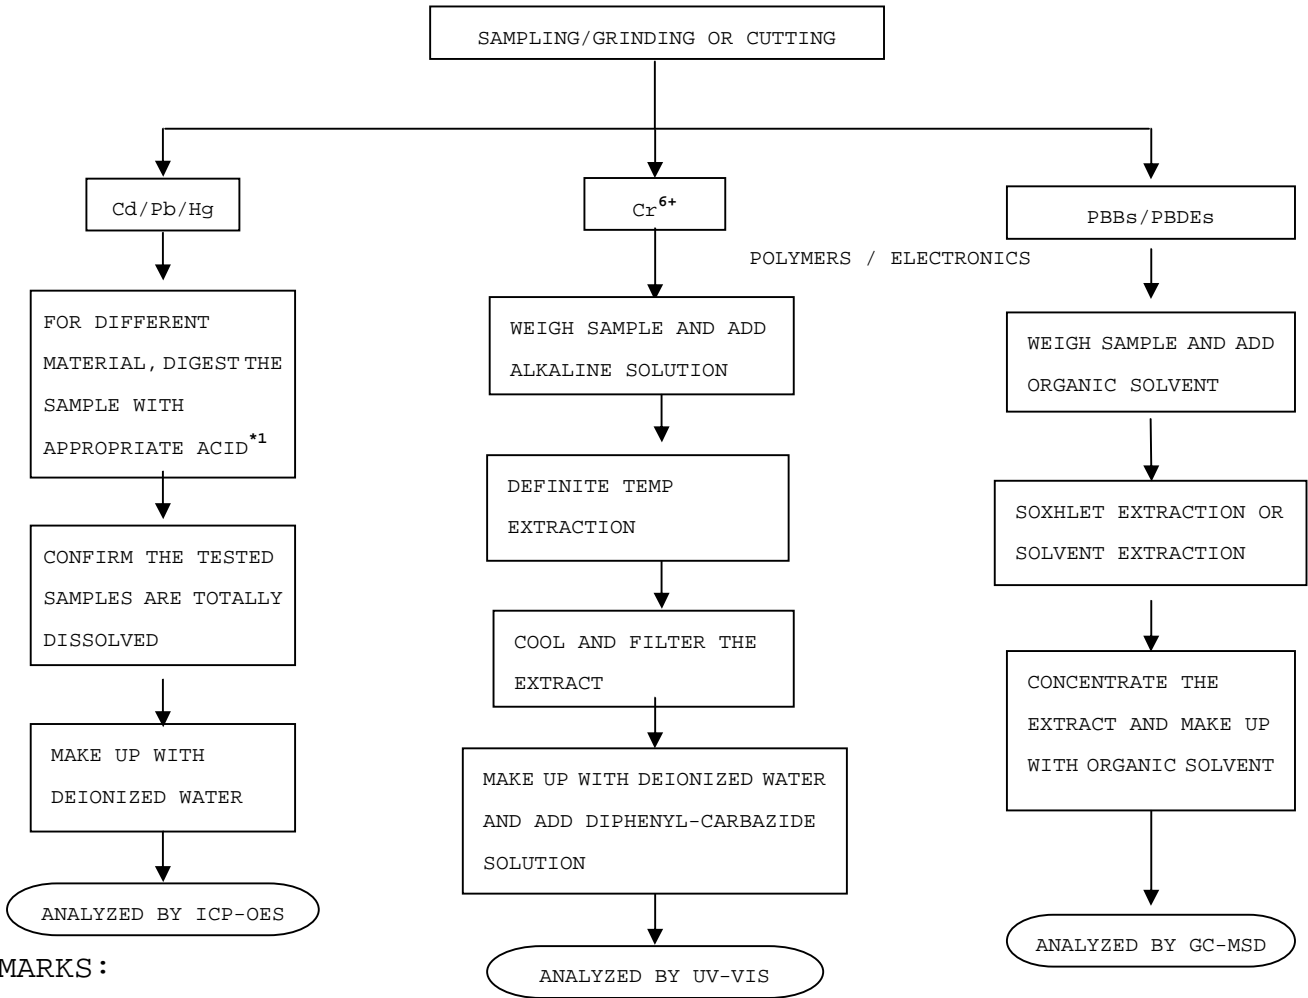 SAMPLING/GRINDING OR CUTTING
Cd/Pb/Hg
FOR DIFFERENT
MATERIAL, DIGEST THE
SAMPLE WITH
APPROPRIATE ACID*1
CONFIRM THE TESTED
SAMPLES ARE TOTALLY
DISSOLVED
MAKE UP WITH
DEIONIZED WATER
ANALYZED BY ICP-OES
Cr6+
POLYMERS / ELECTRONICS
WEIGH SAMPLE AND ADD
ALKALINE SOLUTION
DEFINITE TEMP
EXTRACTION
COOL AND FILTER THE
EXTRACT
MAKE UP WITH DEIONIZED WATER
AND ADD DIPHENYL-CARBAZIDE
SOLUTION
ANALYZED BY UV-VIS
PBBs/PBDEs
WEIGH SAMPLE AND ADD
ORGANIC SOLVENT
SOXHLET EXTRACTION OR
SOLVENT EXTRACTION
CONCENTRATE THE
EXTRACT AND MAKE UP
WITH ORGANIC SOLVENT
ANALYZED BY GC-MSD
MARKS: